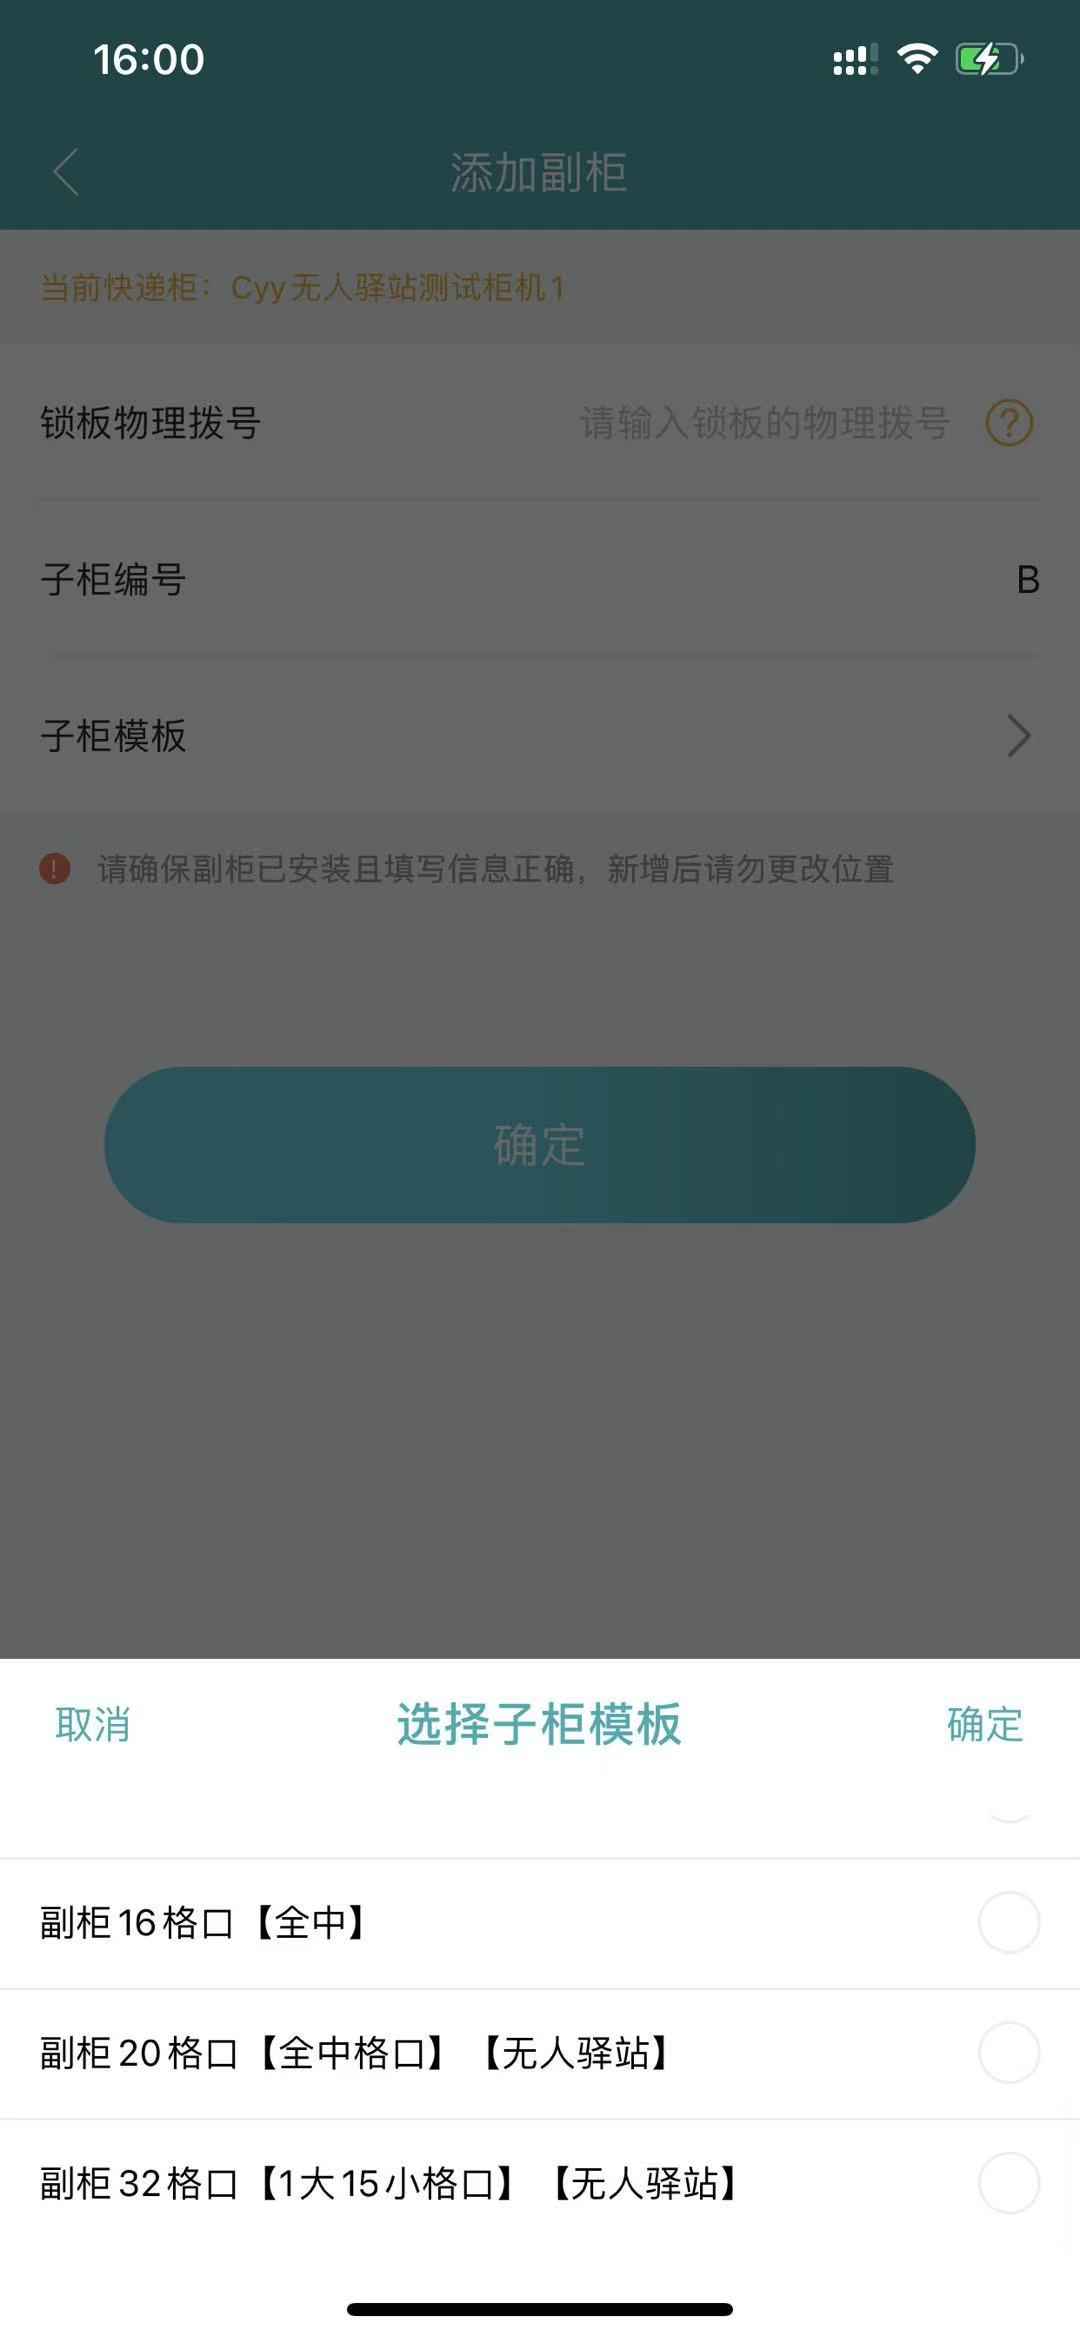 16:00
添加副柜
当前快递柜：Cyy无人驿站测试柜机1
锁板物理拨号 请输入锁板的物理拨号 ?
子柜编号 B
子柜模板
! 请确保副柜已安装且填写信息正确，新增后请勿更改位置
确定
取消 选择子柜模板 确定
副柜16格口【全中】
副柜20格口【全中格口】【无人驿站】
副柜32格口【1大15小格口】【无人驿站】